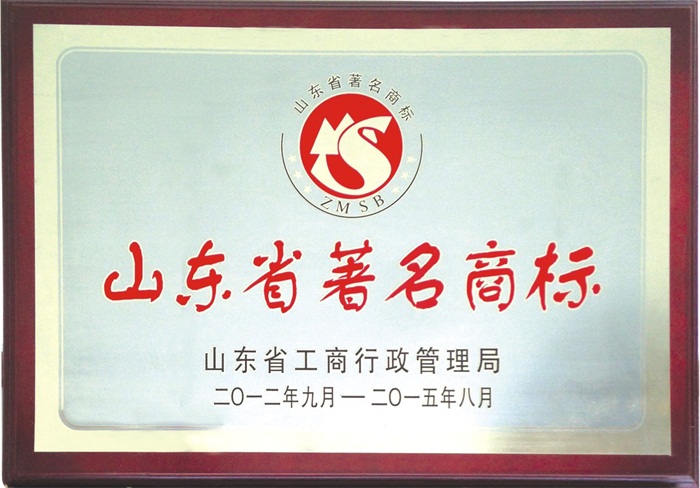 山东省著名商标
ZMSB
山东省著名商标
山东省工商行政管理局
二〇一二年九月—二〇一五年八月